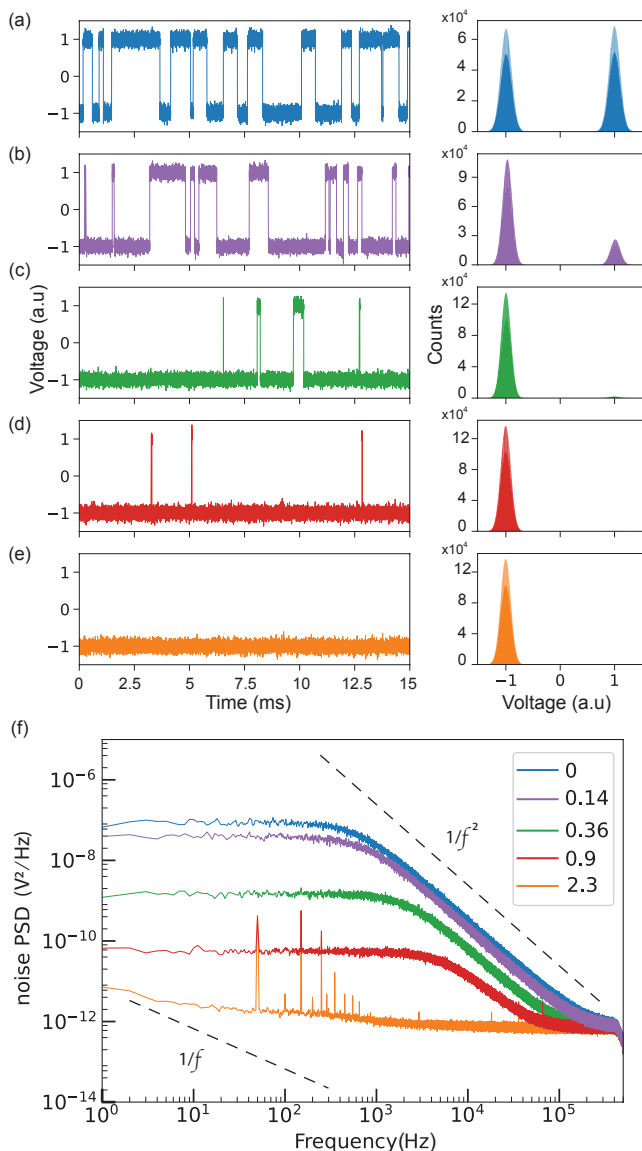 (a)
1
0
−1
x10⁴
6
4
2
0
(b)
1
0
−1
x10⁴
9
6
3
0
(c)
1
0
−1
x10⁴
12
8
4
0
Voltage (a.u)
Counts
(d)
1
0
−1
x10⁴
12
8
4
0
(e)
1
0
−1
x10⁴
12
8
4
0
0 2.5 5 7.5 10 12.5 15
−1 0 1
Time (ms)
Voltage (a.u)
(f)
noise PSD (V²/Hz)
10⁻⁶
10⁻⁸
10⁻¹⁰
10⁻¹²
10⁻¹⁴
1/f²
1/f
0
0.14
0.36
0.9
2.3
10⁰ 10¹ 10² 10³ 10⁴ 10⁵
Frequency(Hz)